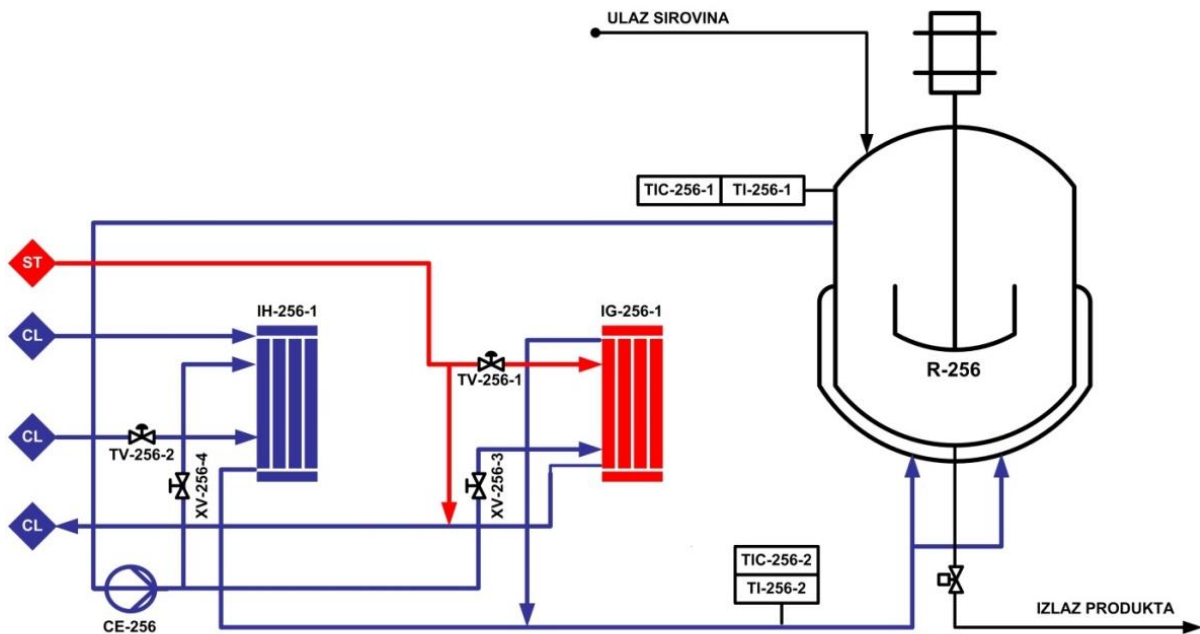 ULAZ SIROVINA
TIC-256-1 TI-256-1
ST
CL
IH-256-1
IG-256-1
TV-256-1
R-256
CL
TV-256-2
XV-256-4
XV-256-3
CL
TIC-256-2
TI-256-2
CE-256
IZLAZ PRODUKTA